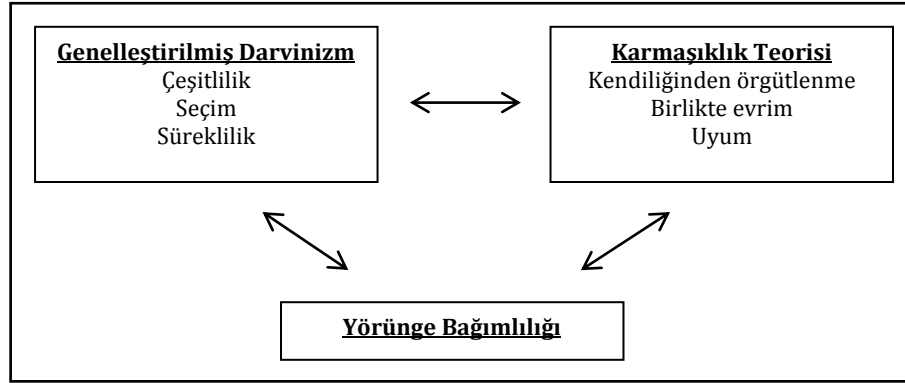 Genelleştirilmiş Darvinizm
Çeşitlilik
Seçim
Süreklilik
Karmaşıklık Teorisi
Kendiliğinden örgütlenme
Birlikte evrim
Uyum
Yörünge Bağımlılığı